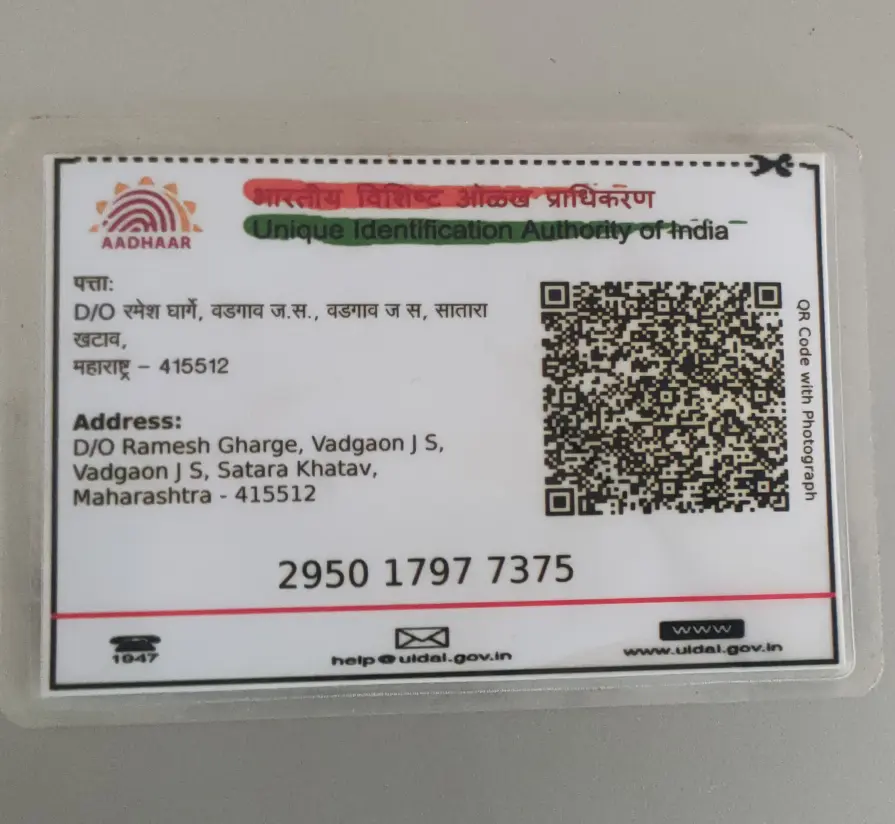 भारतीय विशिष्ट ओळख प्राधिकरण
Unique Identification Authority of India
AADHAAR
पत्ता:
D/O रमेश घार्गे, वडगाव ज.स., वडगाव ज स, सातारा
खटाव,
महाराष्ट्र – 415512
Address:
D/O Ramesh Gharge, Vadgaon J S,
Vadgaon J S, Satara Khatav,
Maharashtra - 415512
QR Code with Photograph
2950 1797 7375
1947
help@uidai.gov.in
www
www.uidai.gov.in